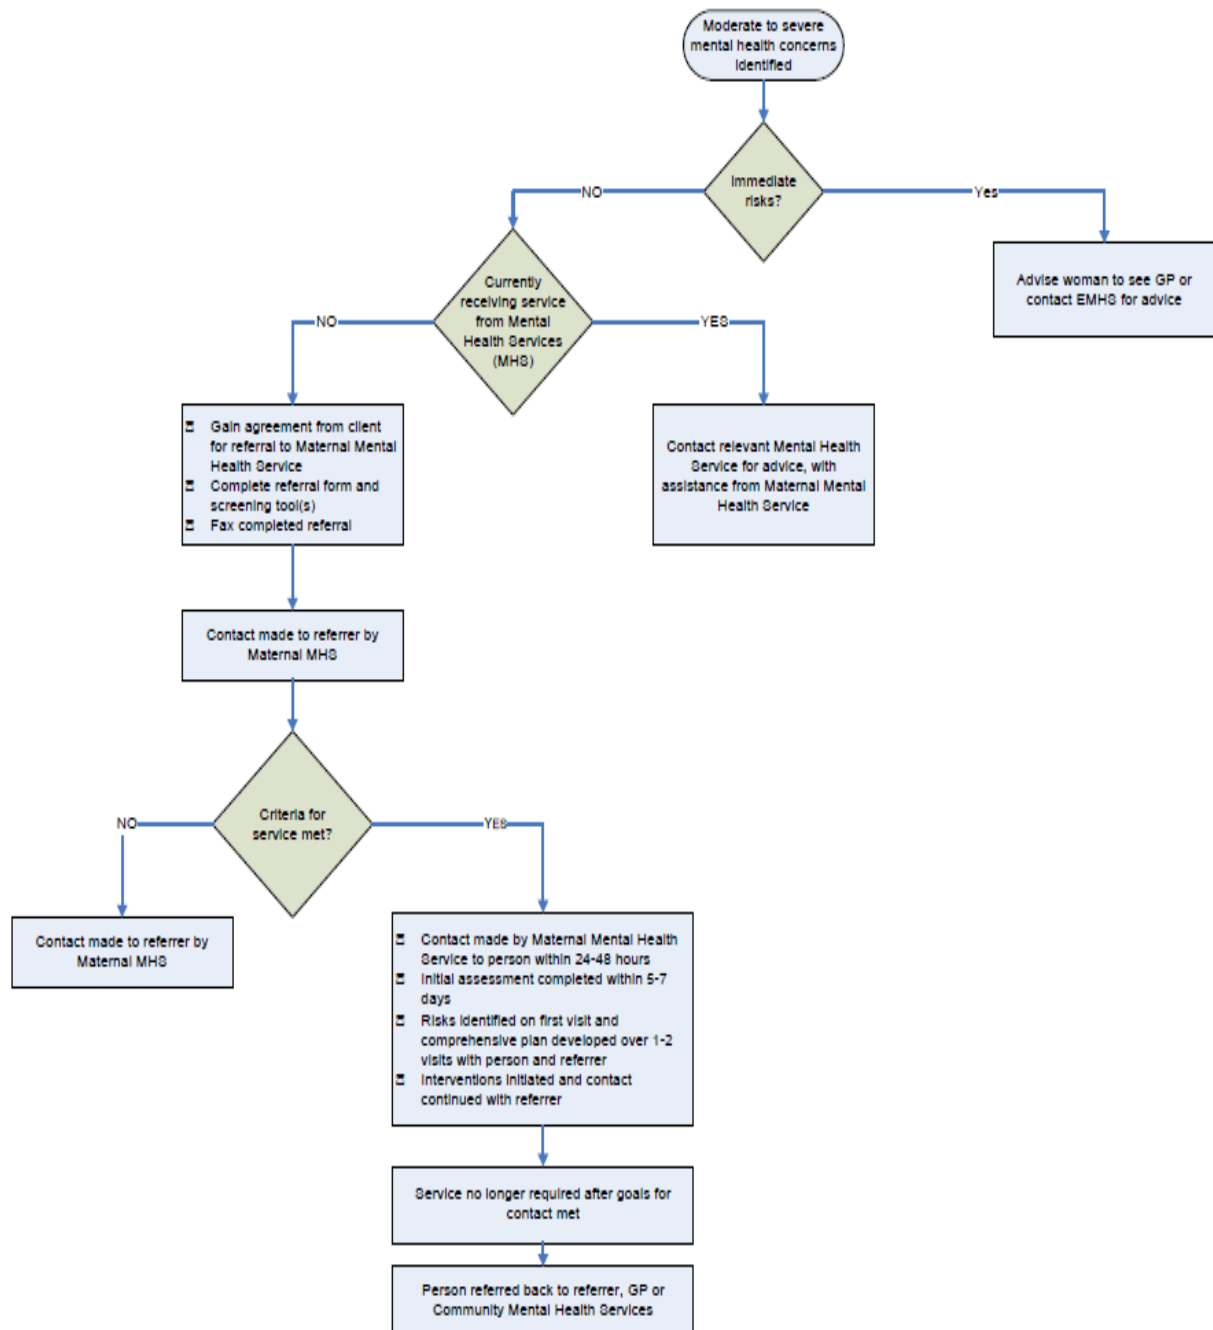 Moderate to severe
mental health concerns
identified
Immediate
risks?
NO
Yes
Advise woman to see GP or
contact EMHS for advice
Currently
receiving service
from Mental
Health Services
(MHS)
NO
YES
Gain agreement from client
for referral to Maternal Mental
Health Service
Complete referral form and
screening tool(s)
Fax completed referral
Contact relevant Mental Health
Service for advice, with
assistance from Maternal Mental
Health Service
Contact made to referrer by
Maternal MHS
Criteria for
service met?
NO
YES
Contact made to referrer by
Maternal MHS
Contact made by Maternal Mental Health
Service to person within 24-48 hours
Initial assessment completed within 5-7
days
Risks identified on first visit and
comprehensive plan developed over 1-2
visits with person and referrer
Interventions initiated and contact
continued with referrer
Service no longer required after goals for
contact met
Person referred back to referrer, GP or
Community Mental Health Services